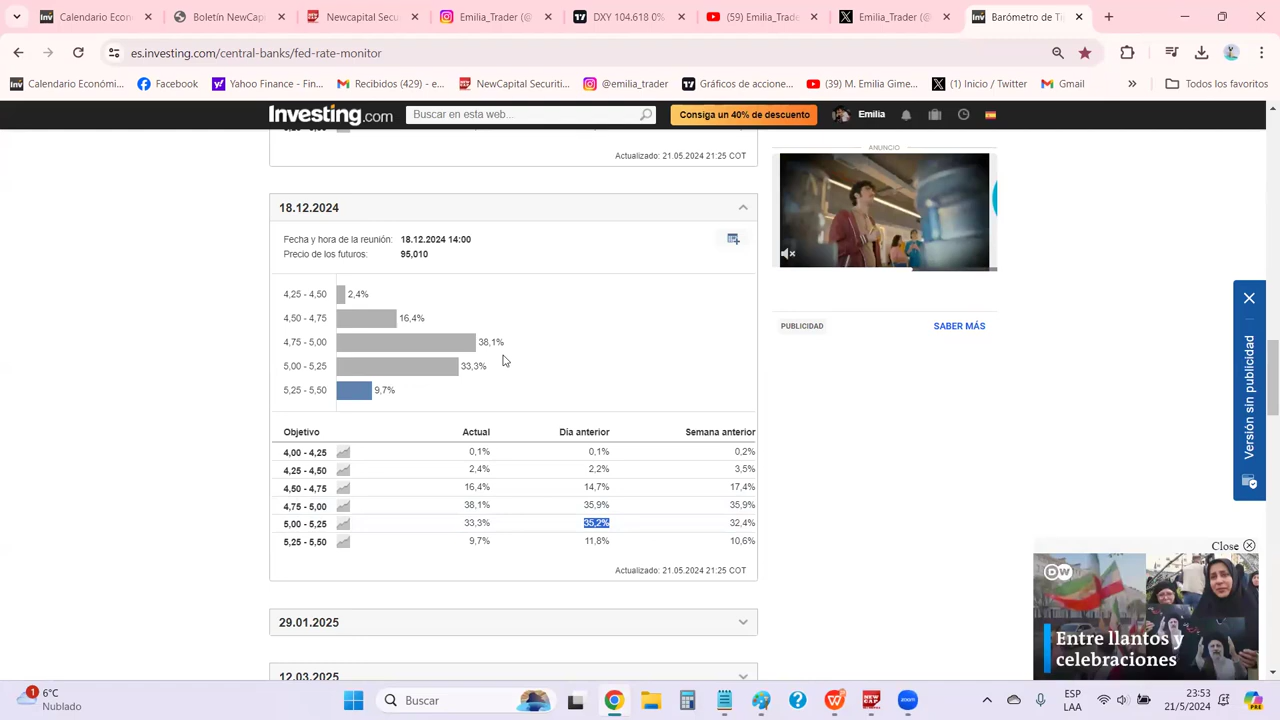 Calendario Económi
Boletín NewCap
Newcapital Securiti
Emilia_Trader (@
DXY 104.618 0%
(59) Emilia_Trader
Emilia_Trader (@
Barómetro de Ti
es.investing.com/central-banks/fed-rate-monitor
Calendario Económi...
Facebook
Yahoo Finance - Fin...
Recibidos (429) - e...
NewCapital Securiti...
@emilia_trader
Gráficos de accione...
(39) M. Emilia Gime...
(1) Inicio / Twitter
Gmail
»
Todos los favoritos
Investing.com
Buscar en esta web...
Consiga un 40% de descuento
Emilia
Actualizado: 21.05.2024 21:25 COT
ANUNCIO
18.12.2024
Fecha y hora de la reunión: 18.12.2024 14:00
Precio de los futuros: 95,010
4,25 - 4,50 2,4%
4,50 - 4,75 16,4%
4,75 - 5,00 38,1%
5,00 - 5,25 33,3%
5,25 - 5,50 9,7%
PUBLICIDAD
SABER MÁS
Objetivo Actual Día anterior Semana anterior
4,00 - 4,25 0,1% 0,1% 0,2%
4,25 - 4,50 2,4% 2,2% 3,5%
4,50 - 4,75 16,4% 14,7% 17,4%
4,75 - 5,00 38,1% 35,9% 35,9%
5,00 - 5,25 33,3% 35,2% 32,4%
5,25 - 5,50 9,7% 11,8% 10,6%
Actualizado: 21.05.2024 21:25 COT
29.01.2025
12.03.2025
Versión sin publicidad
Close
DW
Entre llantos y
celebraciones
1
6°C
Nublado
Buscar
ESP
LAA
23:53
21/5/2024